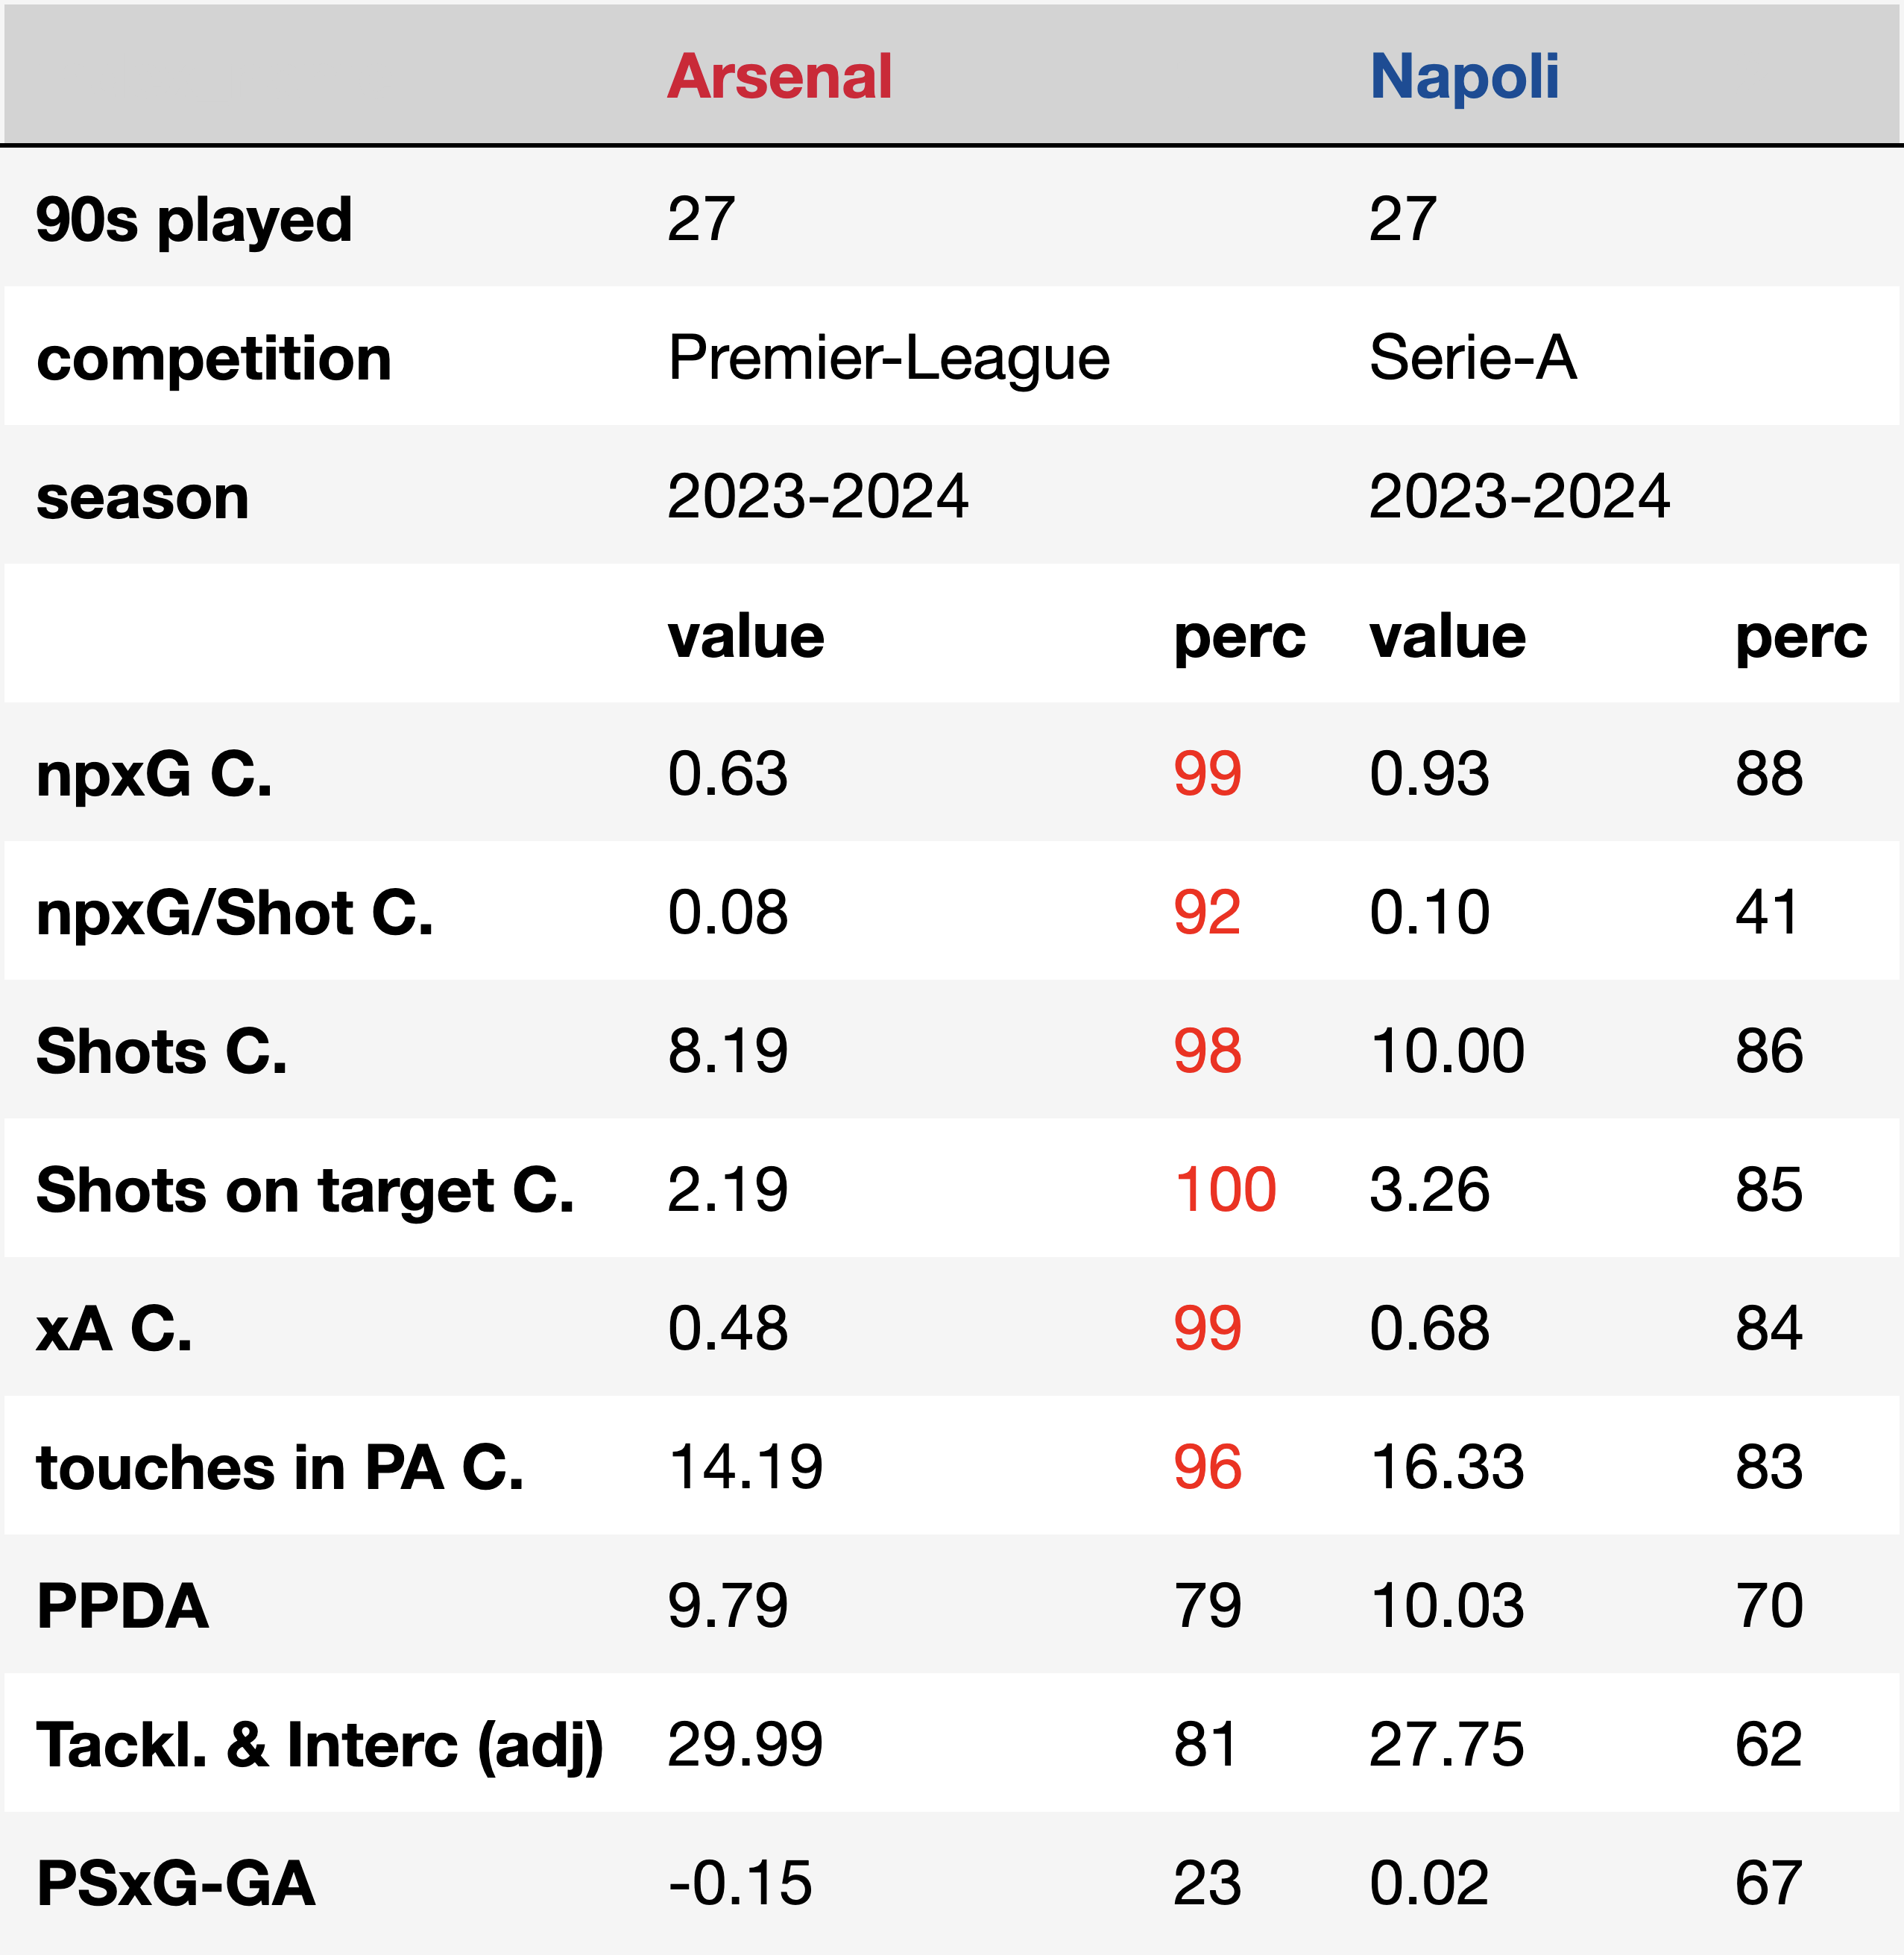 Arsenal Napoli
90s played 27 27
competition Premier-League Serie-A
season 2023-2024 2023-2024
value perc value perc
npxG C. 0.63 99 0.93 88
npxG/Shot C. 0.08 92 0.10 41
Shots C. 8.19 98 10.00 86
Shots on target C. 2.19 100 3.26 85
xA C. 0.48 99 0.68 84
touches in PA C. 14.19 96 16.33 83
PPDA 9.79 79 10.03 70
Tackl. & Interc (adj) 29.99 81 27.75 62
PSxG-GA -0.15 23 0.02 67